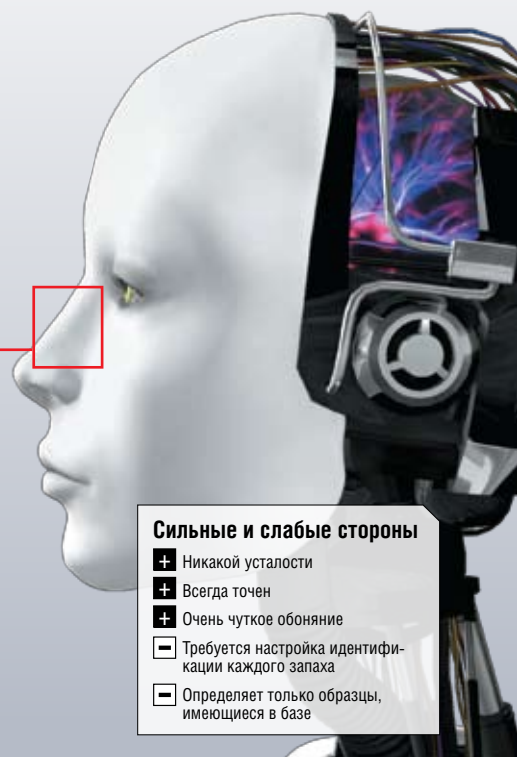 Сильные и слабые стороны
+ Никакой усталости
+ Всегда точен
+ Очень чуткое обоняние
− Требуется настройка идентифи-
кации каждого запаха
− Определяет только образцы,
имеющиеся в базе